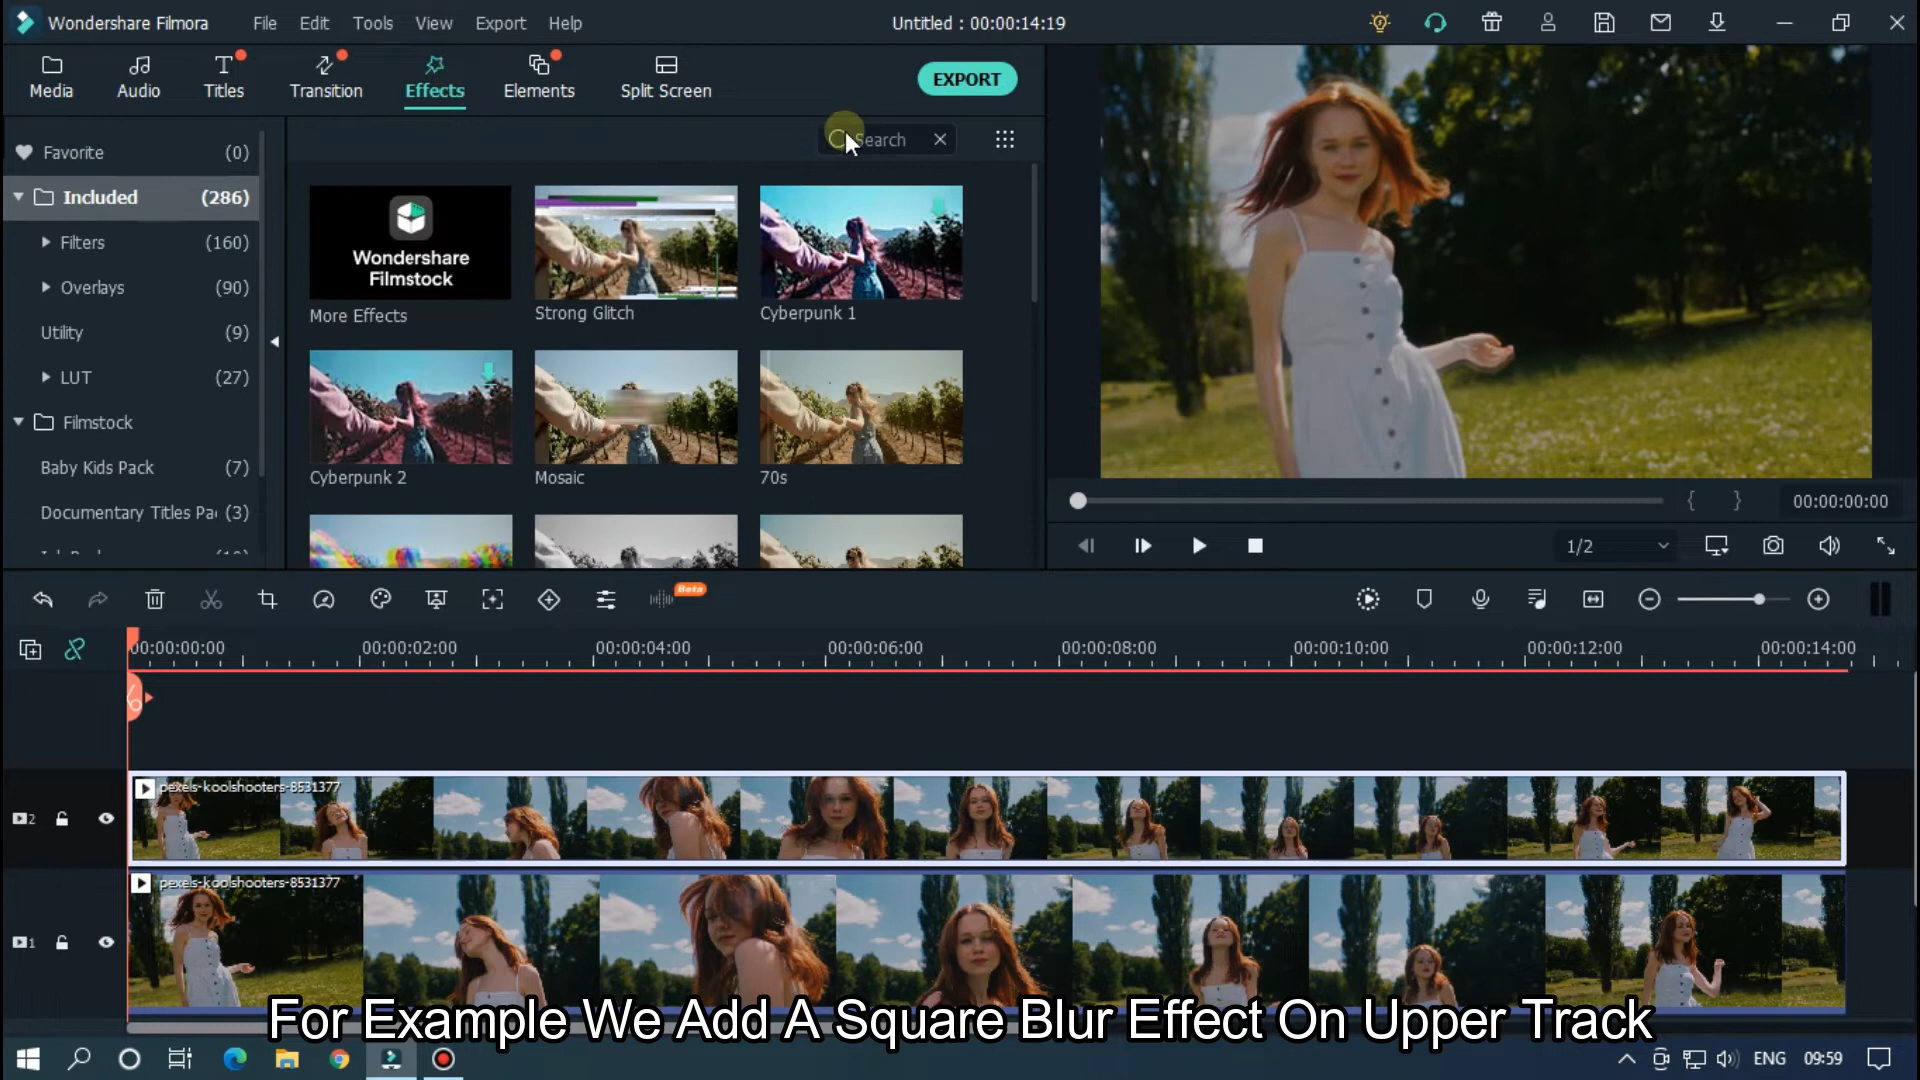 Wondershare Filmora File Edit Tools View Export Help Untitled : 00:00:14:19
Media Audio Titles Transition Effects Elements Split Screen EXPORT
Favorite (0)
Included (286)
Filters (160)
Overlays (90)
Utility (9)
LUT (27)
Filmstock
Baby Kids Pack (7)
Documentary Titles Pa (3)
Search
Wondershare
Filmstock
More Effects
Strong Glitch
Cyberpunk 1
Cyberpunk 2
Mosaic
70s
00:00:00:00
1/2
Beta
00:00:00:00 00:00:02:00 00:00:04:00 00:00:06:00 00:00:08:00 00:00:10:00 00:00:12:00 00:00:14:00
pexels-koolshooters-8531377
2
pexels-koolshooters-8531377
1
For Example We Add A Square Blur Effect On Upper Track
ENG 09:59